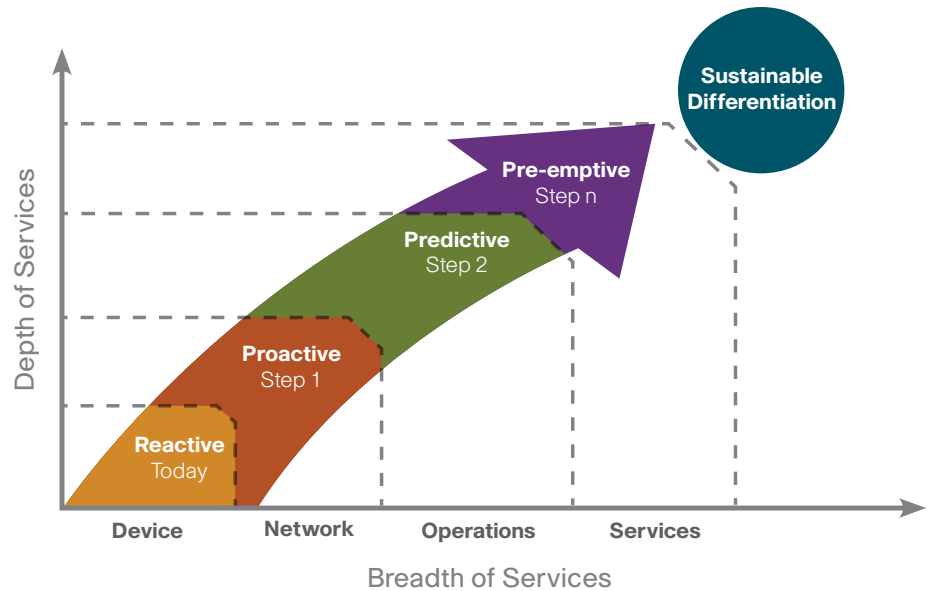 Sustainable
Differentiation
Pre-emptive
Step n
Predictive
Step 2
Proactive
Step 1
Reactive
Today
Depth of Services
Device
Network
Operations
Services
Breadth of Services